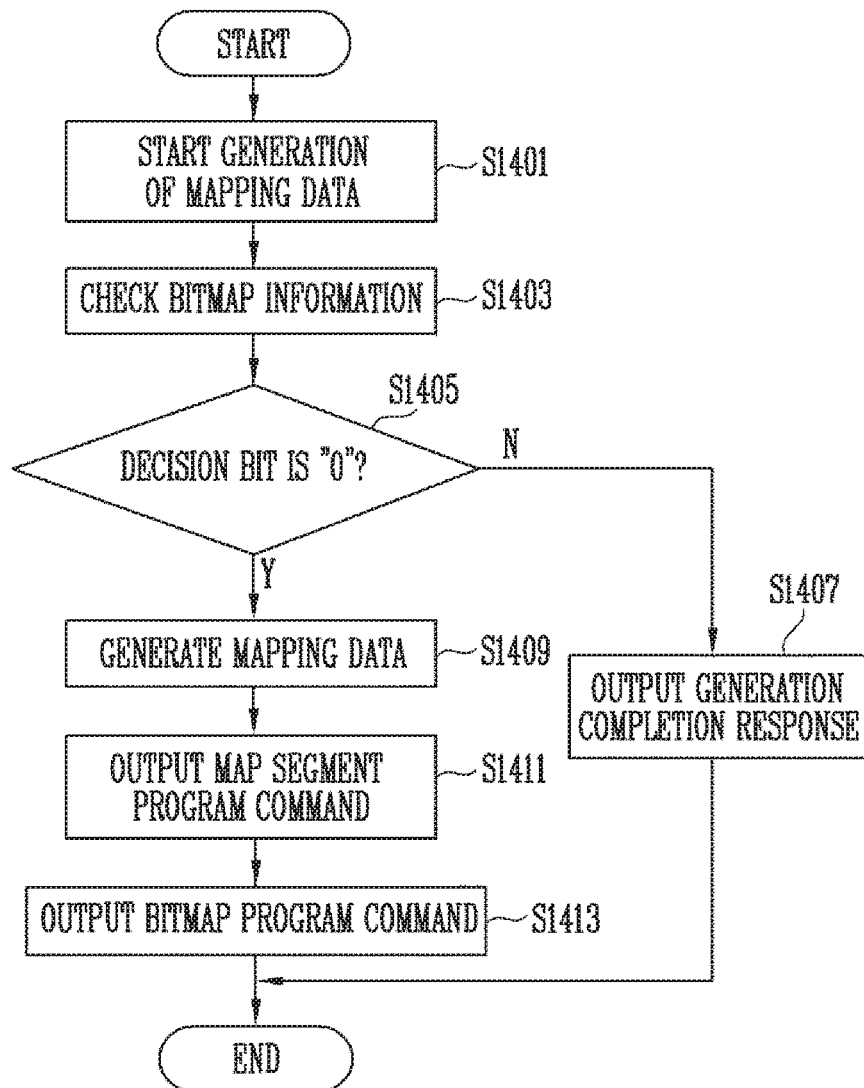 START
START GENERATION
OF MAPPING DATA
S1401
CHECK BITMAP INFORMATION
S1403
S1405
DECISION BIT IS "0"?
N
Y
S1407
GENERATE MAPPING DATA
S1409
OUTPUT GENERATION
COMPLETION RESPONSE
OUTPUT MAP SEGMENT
PROGRAM COMMAND
S1411
OUTPUT BITMAP PROGRAM COMMAND
S1413
END